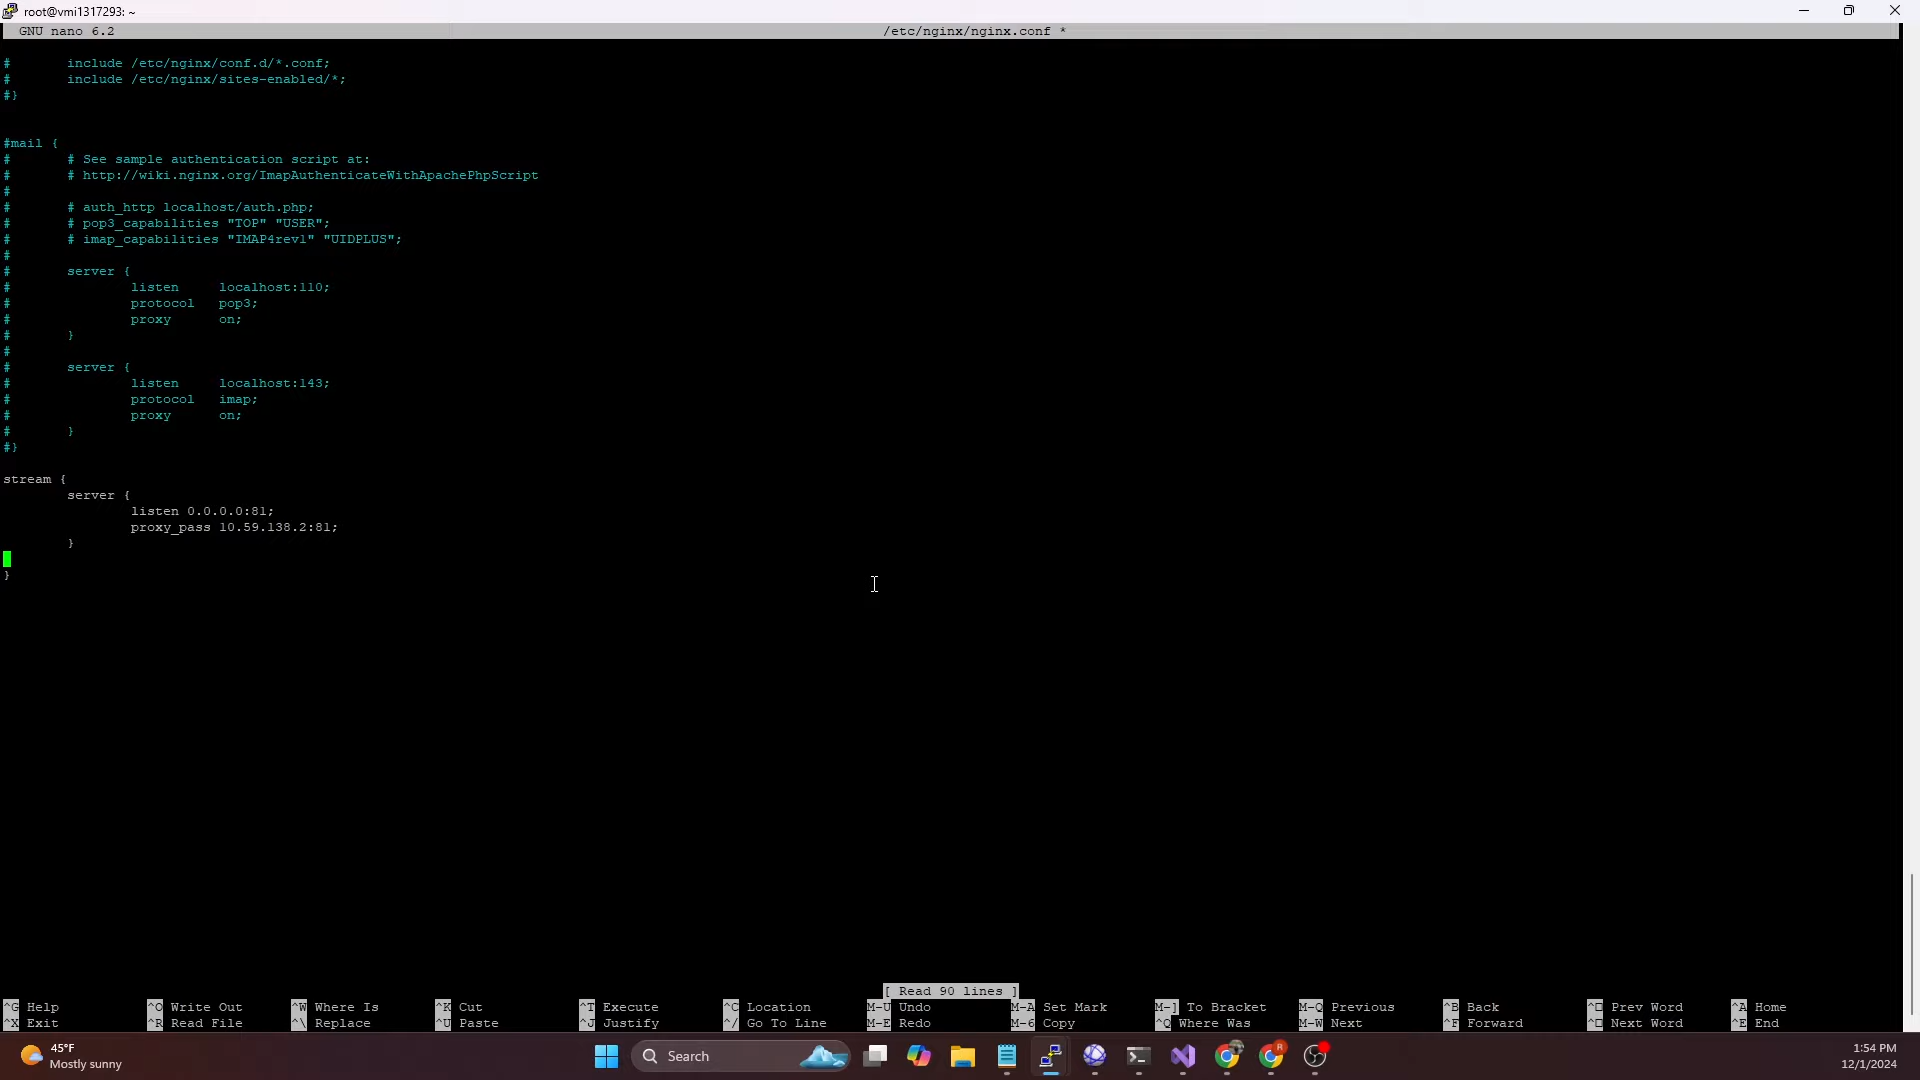 root@vmi1317293: ~
GNU nano 6.2 /etc/nginx/nginx.conf *
# include /etc/nginx/conf.d/*.conf;
# include /etc/nginx/sites-enabled/*;
#}
#mail {
# # See sample authentication script at:
# # http://wiki.nginx.org/ImapAuthenticateWithApachePhpScript
#
# # auth_http localhost/auth.php;
# # pop3_capabilities "TOP" "USER";
# # imap_capabilities "IMAP4rev1" "UIDPLUS";
#
# server {
# listen localhost:110;
# protocol pop3;
# proxy on;
# }
#
# server {
# listen localhost:143;
# protocol imap;
# proxy on;
# }
#}
stream {
server {
listen 0.0.0.0:81;
proxy_pass 10.59.138.2:81;
}
}
[ Read 90 lines ]
^G Help ^O Write Out ^W Where Is ^K Cut ^T Execute ^C Location M-U Undo M-A Set Mark M-] To Bracket M-Q Previous ^B Back ^□ Prev Word ^A Home
^X Exit ^R Read File ^\ Replace ^U Paste ^J Justify ^/ Go To Line M-E Redo M-6 Copy ^Q Where Was M-W Next ^F Forward ^□ Next Word ^E End
45°F
Mostly sunny
Search
1:54 PM
12/1/2024